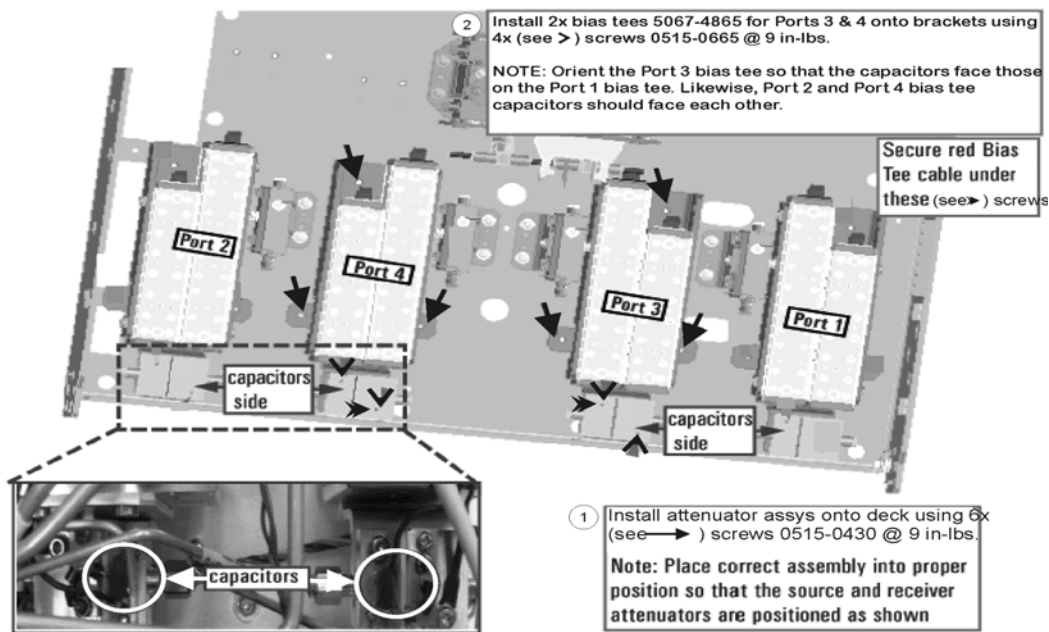 2
Install 2x bias tees 5067-4865 for Ports 3 & 4 onto brackets using
4x (see > ) screws 0515-0665 @ 9 in-lbs.
NOTE: Orient the Port 3 bias tee so that the capacitors face those
on the Port 1 bias tee. Likewise, Port 2 and Port 4 bias tee
capacitors should face each other.
Secure red Bias
Tee cable under
these (see ➤ ) screws
Port 2
Port 4
Port 3
Port 1
capacitors
side
capacitors
side
1
Install attenuator assys onto deck using 6x
(see → ) screws 0515-0430 @ 9 in-lbs.
Note: Place correct assembly into proper
position so that the source and receiver
attenuators are positioned as shown
capacitors